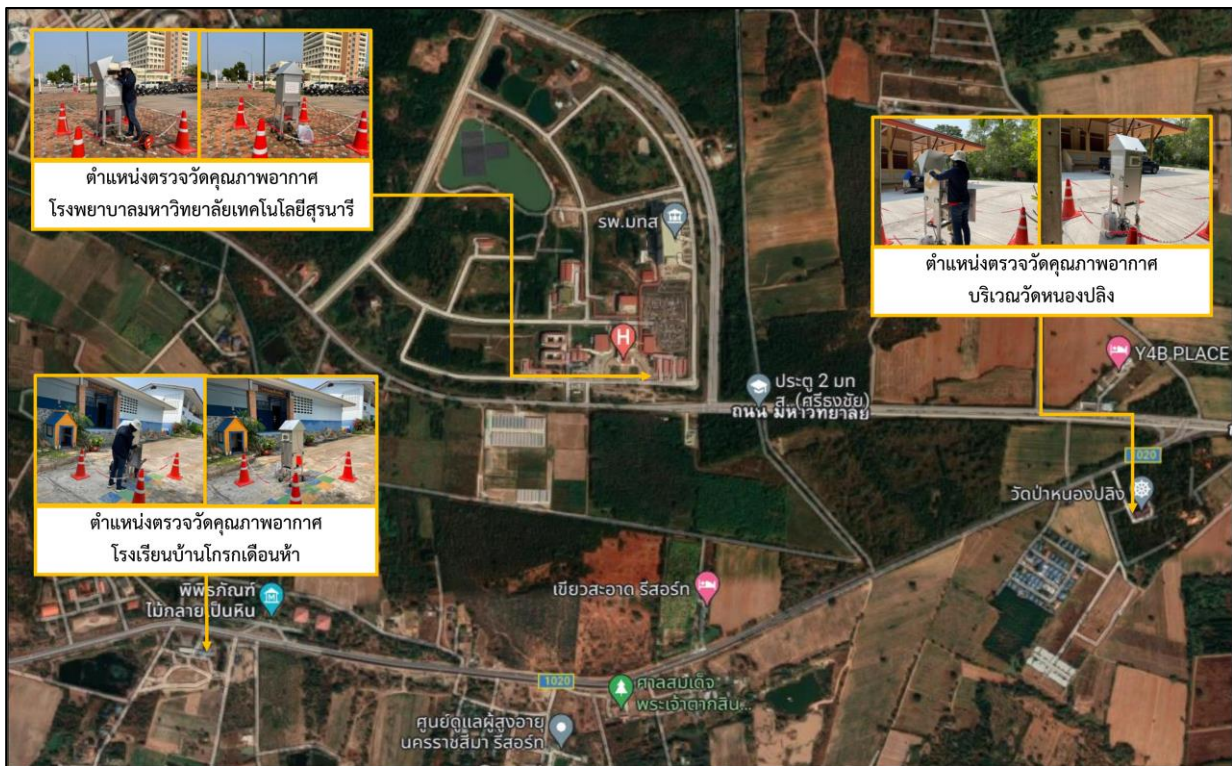 ตำแหน่งตรวจวัดคุณภาพอากาศ
โรงพยาบาลมหาวิทยาลัยเทคโนโลยีสุรนารี
รพ.มทส
H
ตำแหน่งตรวจวัดคุณภาพอากาศ
บริเวณวัดหนองปลิง
Y4B PLACE
ประตู 2 มท
ส. (ศรีธงชัย)
ถนน มหาวิทยาลัย
1020
วัดป่าหนองปลิง
ตำแหน่งตรวจวัดคุณภาพอากาศ
โรงเรียนบ้านโกรกเดือนห้า
พิพิธภัณฑ์
ไม้กลายเป็นหิน
เขียวสะอาด รีสอร์ท
1020
ศาลสมเด็จ
พระเจ้าตากสิน...
ศูนย์ดูแลผู้สูงอายุ
นครราชสีมา รีสอร์ท